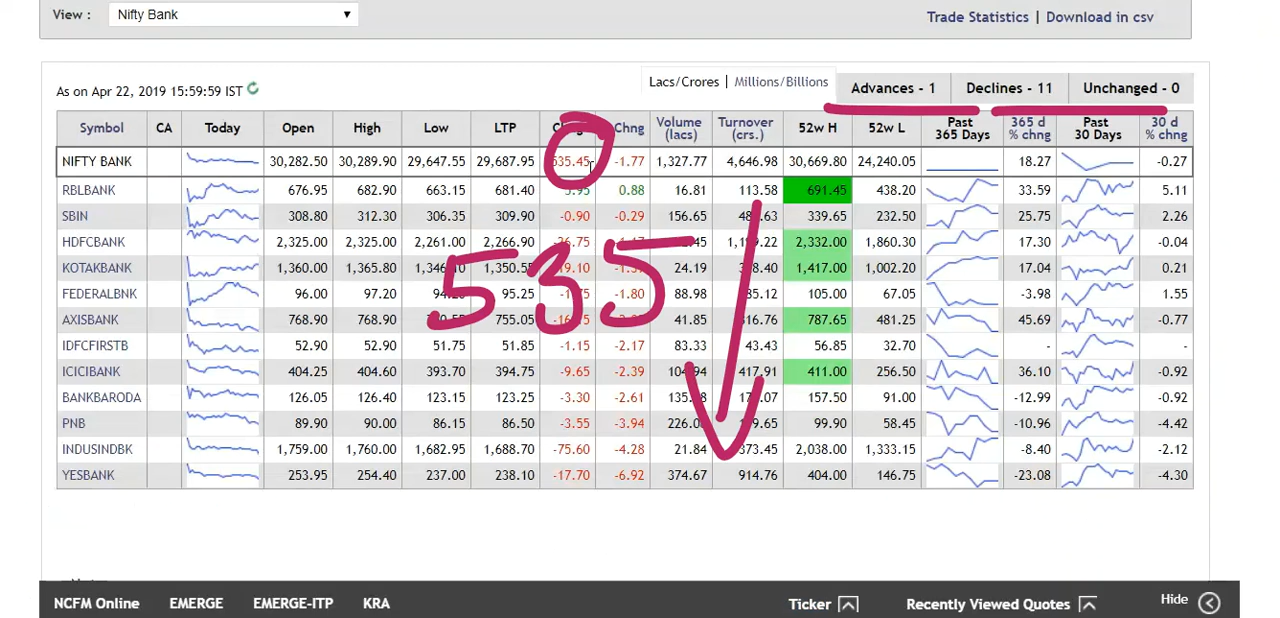 View : Nifty Bank
Trade Statistics | Download in csv
As on Apr 22, 2019 15:59:59 IST Lacs/Crores | Millions/Billions Advances - 1 Declines - 11 Unchanged - 0
Symbol CA Today Open High Low LTP Chng Volume (lacs) Turnover (crs.) 52w H 52w L Past 365 Days 365 d % chng Past 30 Days 30 d % chng
NIFTY BANK 30,282.50 30,289.90 29,647.55 29,687.95 535.45 -1.77 1,327.77 4,646.98 30,669.80 24,240.05 18.27 -0.27
RBLBANK 676.95 682.90 663.15 681.40 5.95 0.88 16.81 113.58 691.45 438.20 33.59 5.11
SBIN 308.80 312.30 306.35 309.90 -0.90 -0.29 156.65 339.65 232.50 25.75 2.26
HDFCBANK 2,325.00 2,325.00 2,261.00 2,266.90 2,332.00 1,860.30 17.30 -0.04
KOTAKBANK 1,360.00 1,365.80 24.19 1,417.00 1,002.20 17.04 0.21
FEDERALBNK 96.00 97.20 95.25 -1.80 88.98 105.00 67.05 -3.98 1.55
AXISBANK 768.90 768.90 755.05 41.85 787.65 481.25 45.69 -0.77
IDFCFIRSTB 52.90 52.90 51.75 51.85 -1.15 -2.17 83.33 43.43 56.85 32.70 - -
ICICIBANK 404.25 404.60 393.70 394.75 -9.65 -2.39 417.91 411.00 256.50 36.10 -0.92
BANKBARODA 126.05 126.40 123.15 123.25 -3.30 -2.61 157.50 91.00 -12.99 -0.92
PNB 89.90 90.00 86.15 86.50 -3.55 -3.94 99.90 58.45 -10.96 -4.42
INDUSINDBK 1,759.00 1,760.00 1,682.95 1,688.70 -75.60 -4.28 21.84 373.45 2,038.00 1,333.15 -8.40 -2.12
YESBANK 253.95 254.40 237.00 238.10 -17.70 -6.92 374.67 914.76 404.00 146.75 -23.08 -4.30
535
NCFM Online EMERGE EMERGE-ITP KRA Ticker Recently Viewed Quotes Hide